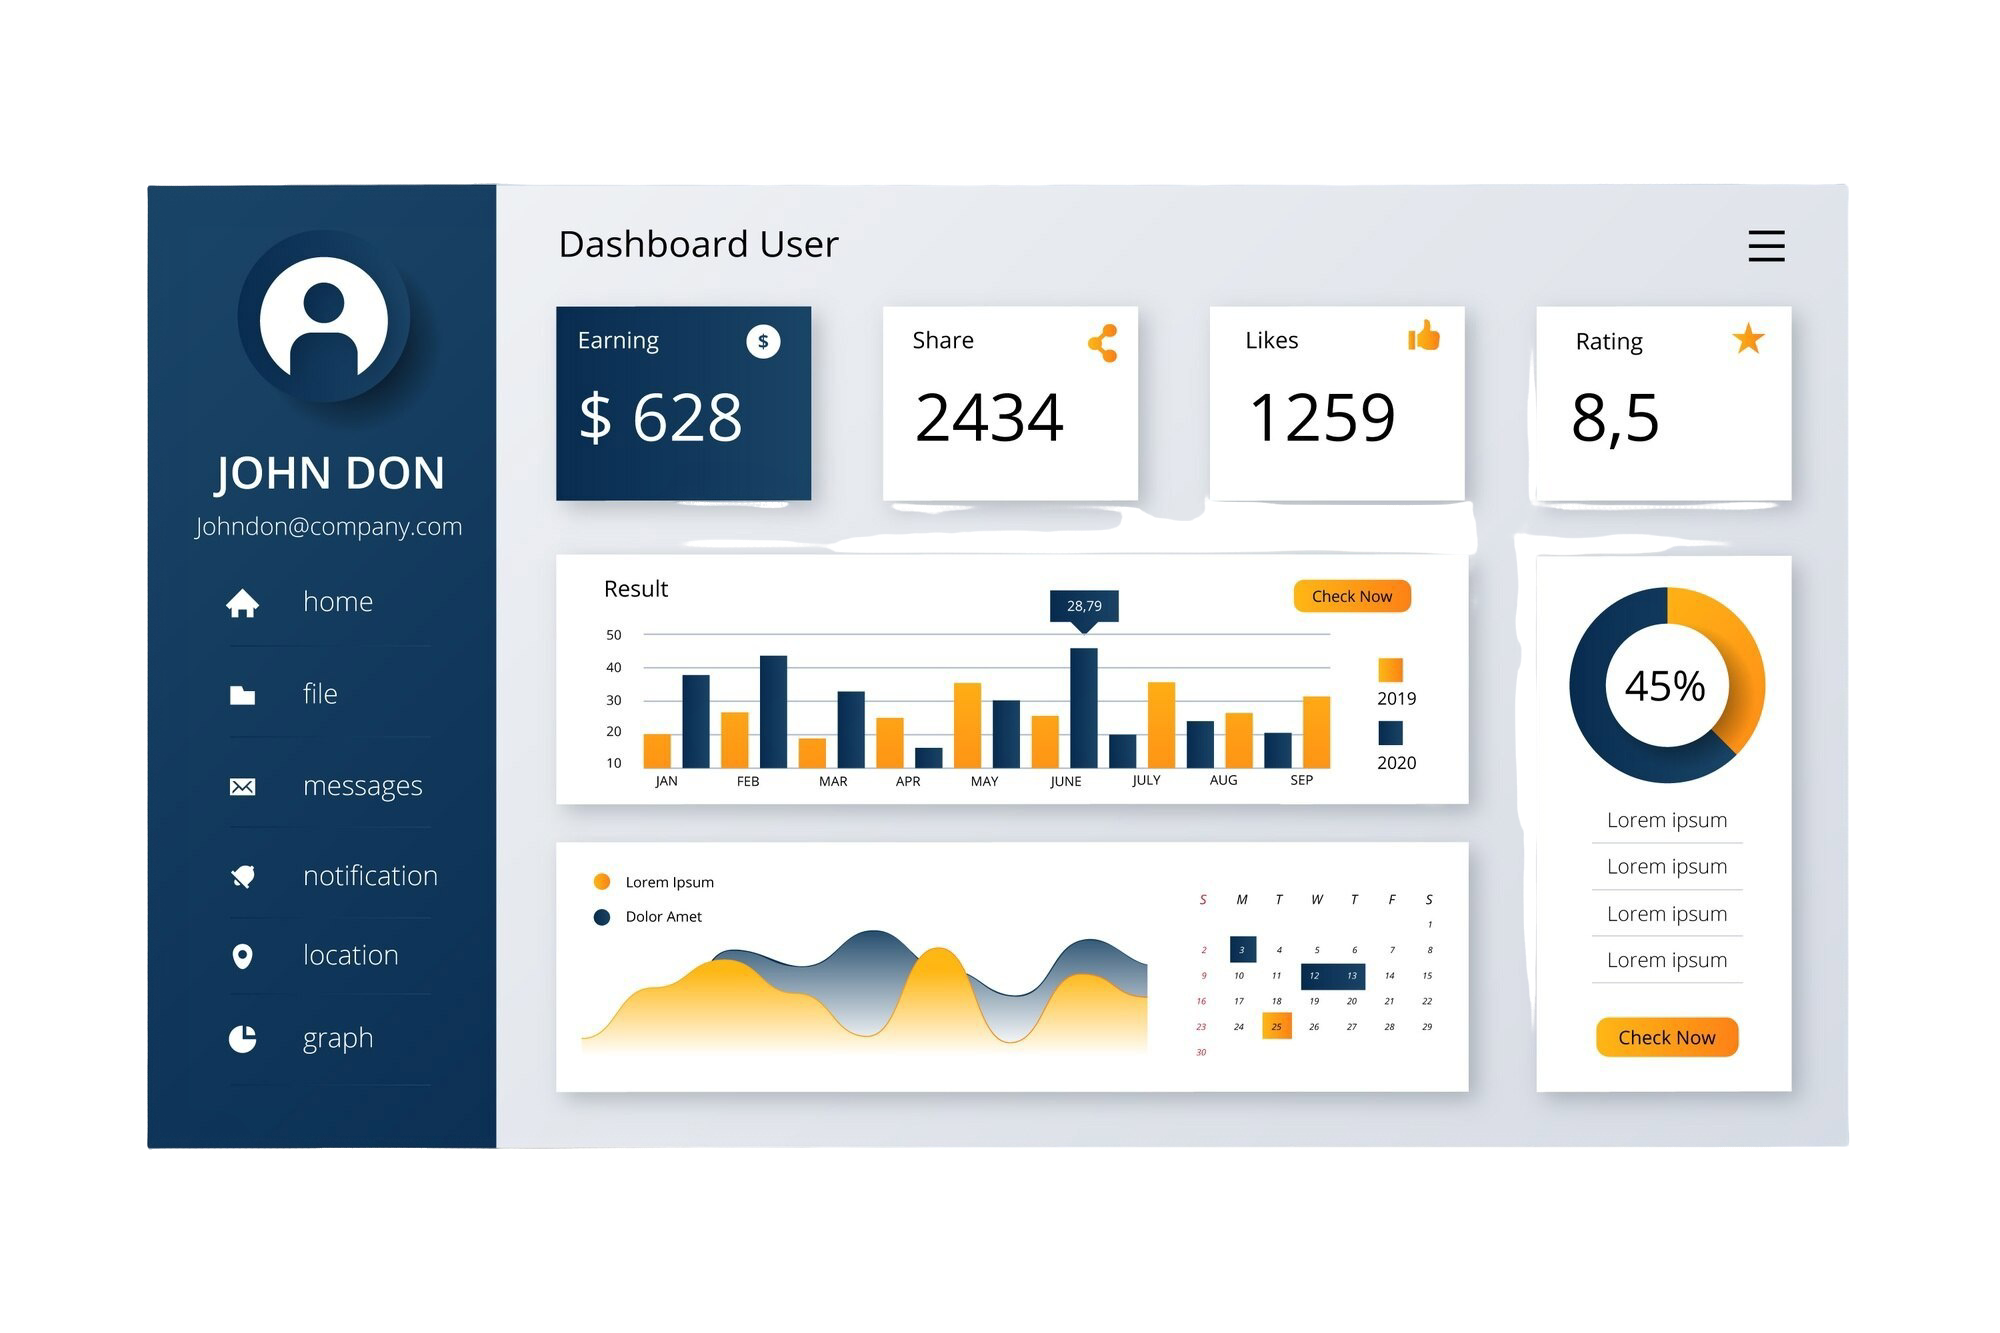 JOHN DON
Johndon@company.com
home
file
messages
notification
location
graph
Dashboard User
Earning
$
$ 628
Share
2434
Likes
1259
Rating
8,5
Result
28,79
Check Now
50
40
30
20
10
JAN FEB MAR APR MAY JUNE JULY AUG SEP
2019
2020
Lorem Ipsum
Dolor Amet
S M T W T F S
1
2 3 4 5 6 7 8
9 10 11 12 13 14 15
16 17 18 19 20 21 22
23 24 25 26 27 28 29
30
45%
Lorem ipsum
Lorem ipsum
Lorem ipsum
Lorem ipsum
Check Now